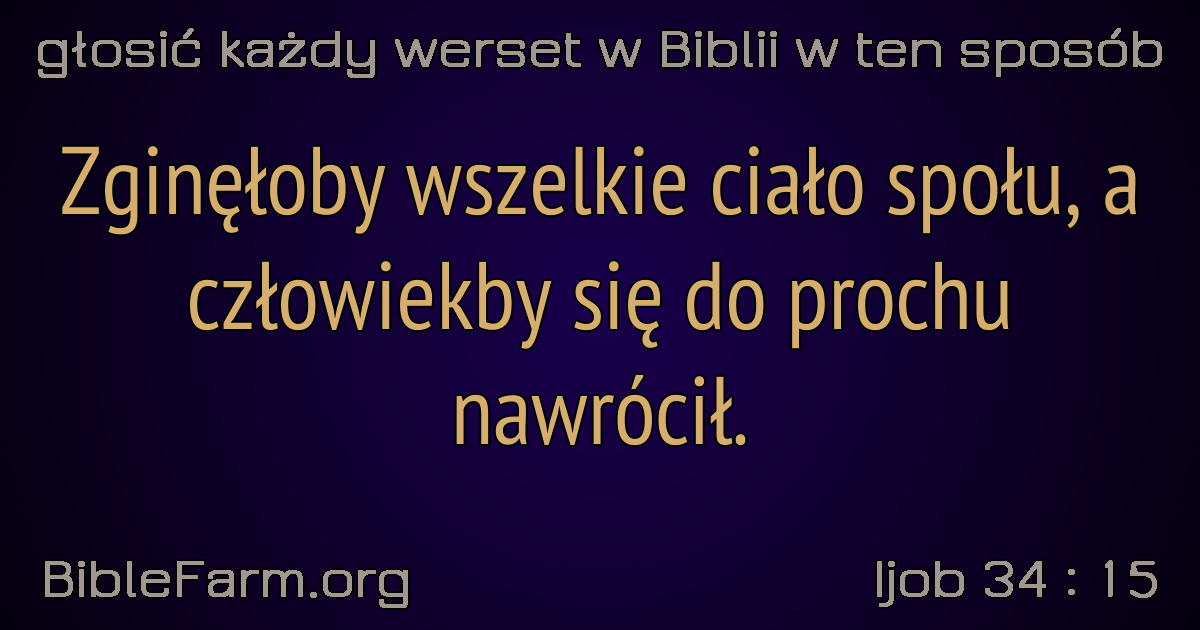 głosić każdy werset w Biblii w ten sposób
Zginęłoby wszelkie ciało społu, a
człowiekby się do prochu
nawrócił.
BibleFarm.org
Ijob 34 : 15